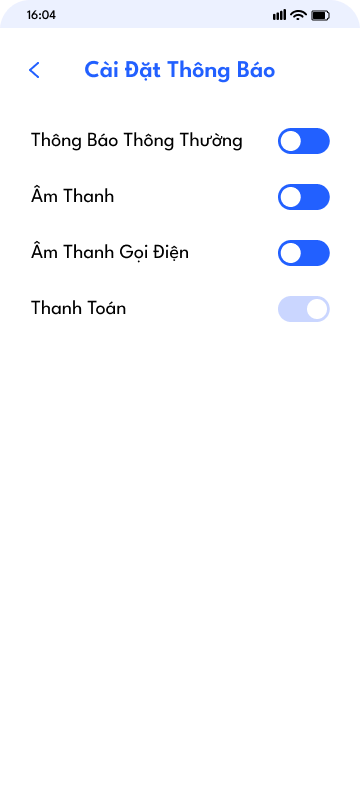 16:04
Cài Đặt Thông Báo
Thông Báo Thông Thường
Âm Thanh
Âm Thanh Gọi Điện
Thanh Toán